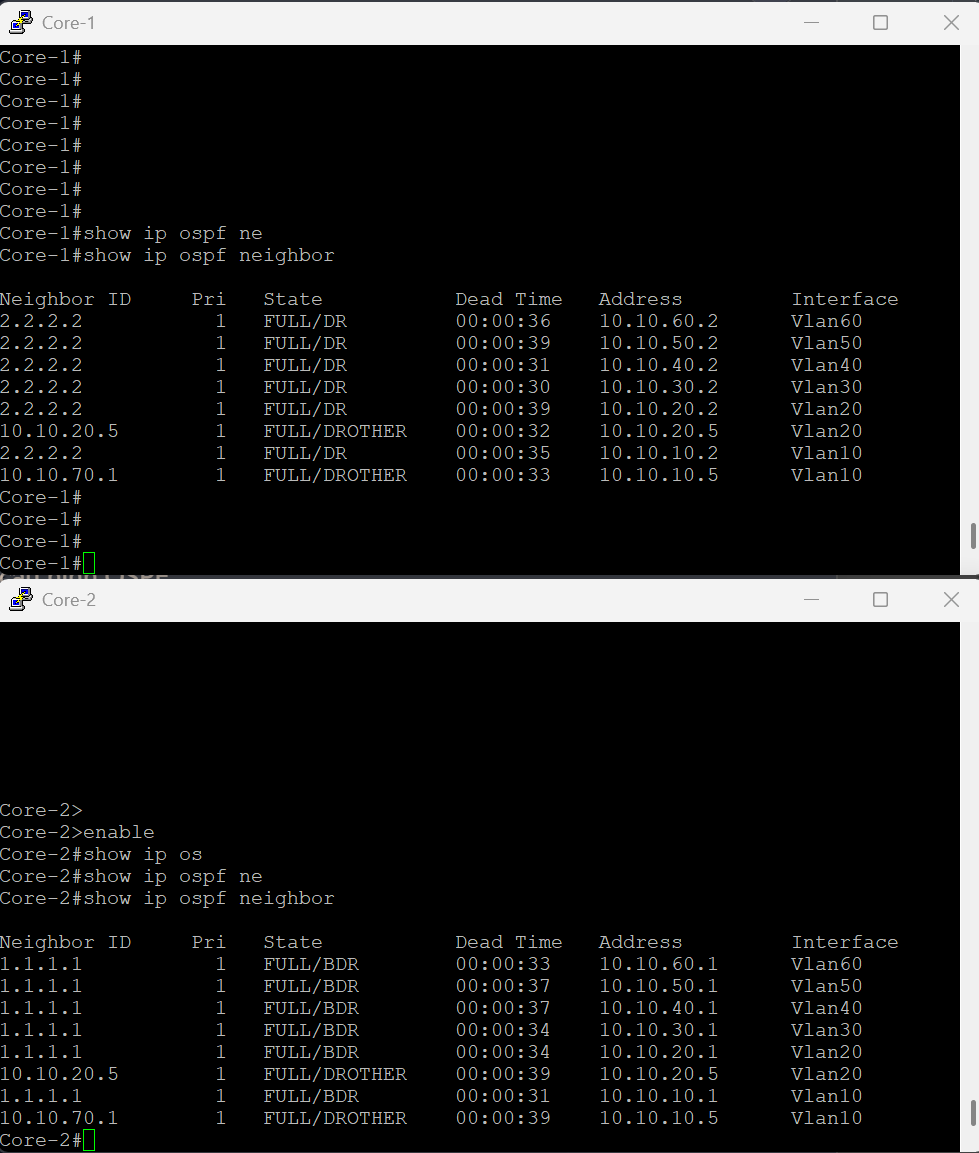 Core-1
Core-1#
Core-1#
Core-1#
Core-1#
Core-1#
Core-1#
Core-1#
Core-1#
Core-1#show ip ospf ne
Core-1#show ip ospf neighbor
Neighbor ID     Pri   State           Dead Time   Address         Interface
2.2.2.2           1   FULL/DR         00:00:36    10.10.60.2      Vlan60
2.2.2.2           1   FULL/DR         00:00:39    10.10.50.2      Vlan50
2.2.2.2           1   FULL/DR         00:00:31    10.10.40.2      Vlan40
2.2.2.2           1   FULL/DR         00:00:30    10.10.30.2      Vlan30
2.2.2.2           1   FULL/DR         00:00:39    10.10.20.2      Vlan20
10.10.20.5        1   FULL/DROTHER    00:00:32    10.10.20.5      Vlan20
2.2.2.2           1   FULL/DR         00:00:35    10.10.10.2      Vlan10
10.10.70.1        1   FULL/DROTHER    00:00:33    10.10.10.5      Vlan10
Core-1#
Core-1#
Core-1#
Core-1#
Core-2
Core-2>
Core-2>enable
Core-2#show ip os
Core-2#show ip ospf ne
Core-2#show ip ospf neighbor
Neighbor ID     Pri   State           Dead Time   Address         Interface
1.1.1.1           1   FULL/BDR        00:00:33    10.10.60.1      Vlan60
1.1.1.1           1   FULL/BDR        00:00:37    10.10.50.1      Vlan50
1.1.1.1           1   FULL/BDR        00:00:37    10.10.40.1      Vlan40
1.1.1.1           1   FULL/BDR        00:00:34    10.10.30.1      Vlan30
1.1.1.1           1   FULL/BDR        00:00:34    10.10.20.1      Vlan20
10.10.20.5        1   FULL/DROTHER    00:00:39    10.10.20.5      Vlan20
1.1.1.1           1   FULL/BDR        00:00:31    10.10.10.1      Vlan10
10.10.70.1        1   FULL/DROTHER    00:00:39    10.10.10.5      Vlan10
Core-2#